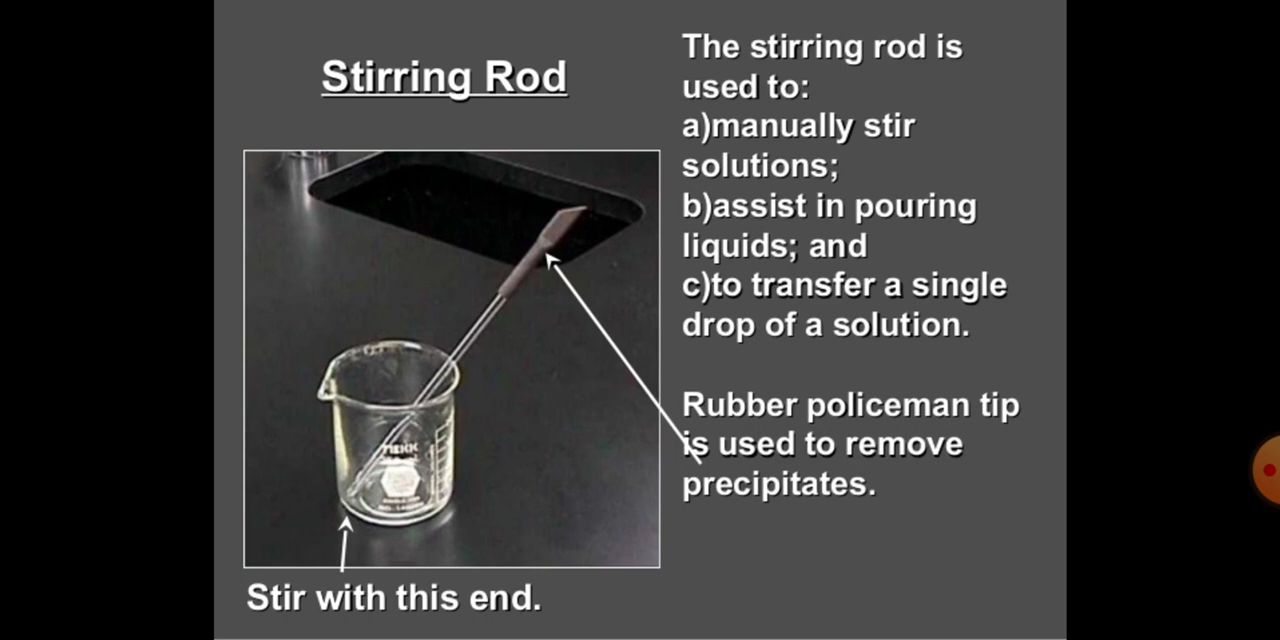 Stirring Rod
The stirring rod is
used to:
a)manually stir
solutions;
b)assist in pouring
liquids; and
c)to transfer a single
drop of a solution.
Rubber policeman tip
is used to remove
precipitates.
Stir with this end.